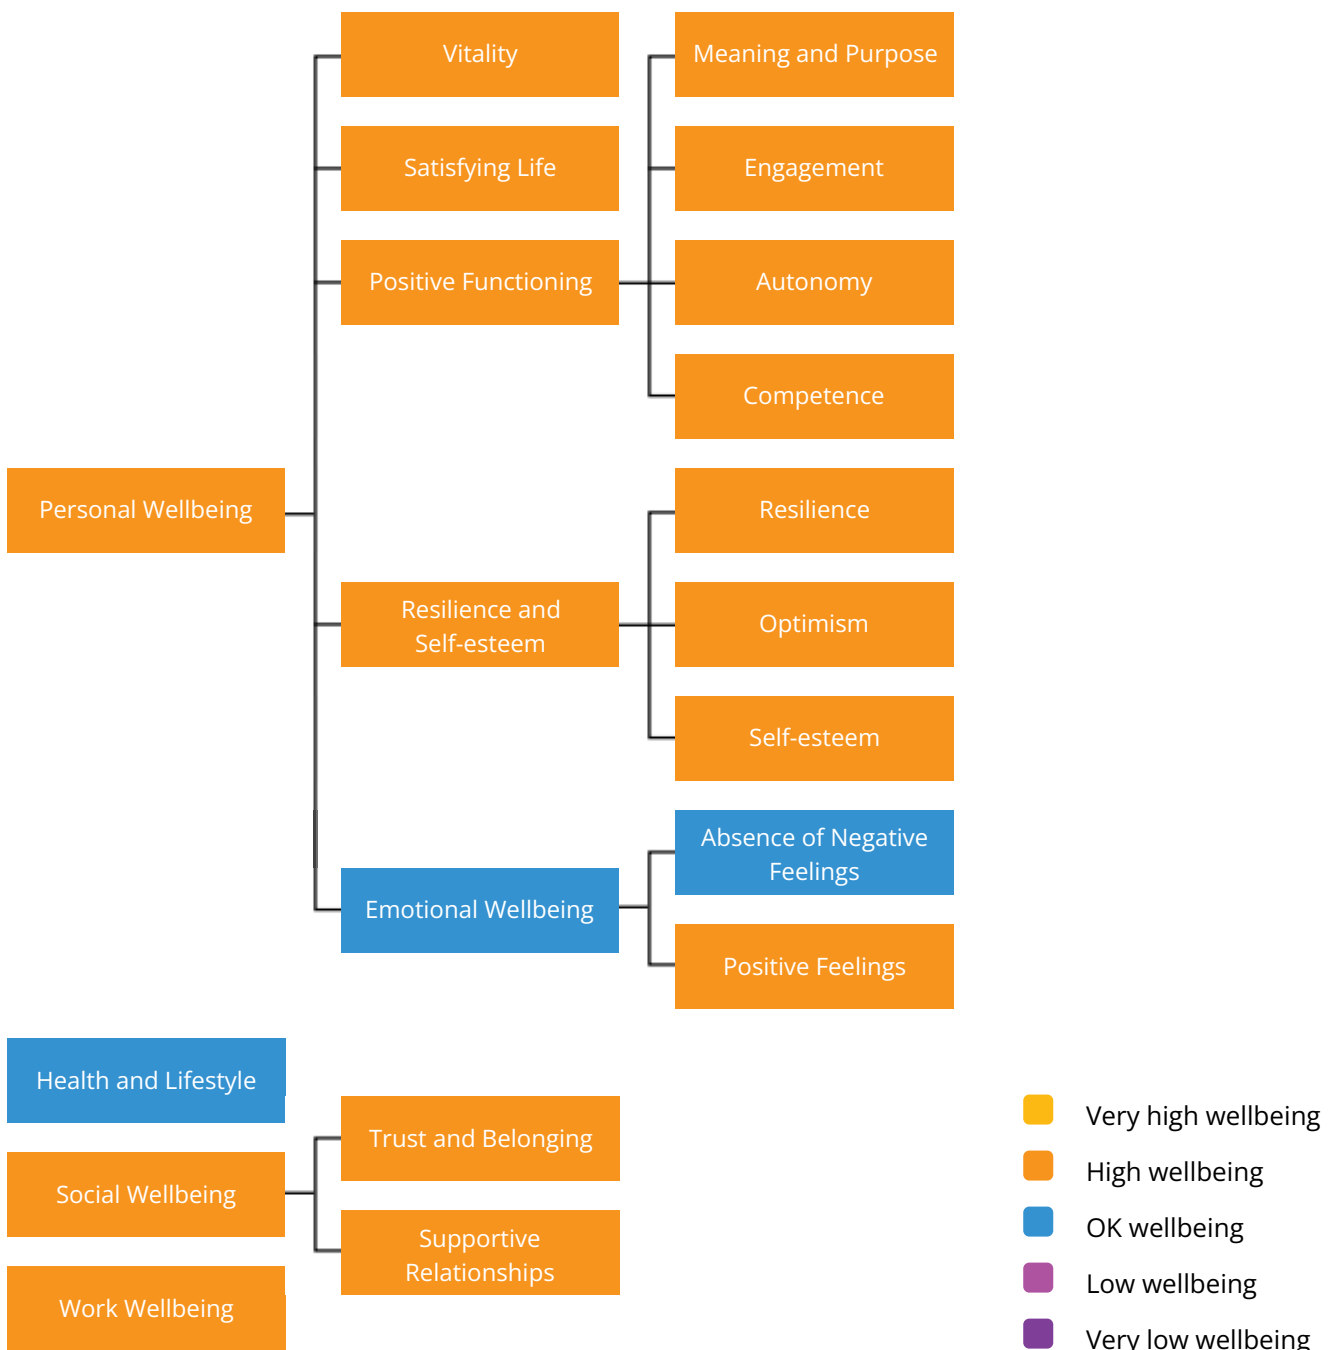 Vitality
Meaning and Purpose
Satisfying Life
Engagement
Positive Functioning
Autonomy
Competence
Personal Wellbeing
Resilience
Resilience and
Self-esteem
Optimism
Self-esteem
Absence of Negative
Feelings
Emotional Wellbeing
Positive Feelings
Health and Lifestyle
Trust and Belonging
Social Wellbeing
Supportive
Relationships
Work Wellbeing
Very high wellbeing
High wellbeing
OK wellbeing
Low wellbeing
Very low wellbeing